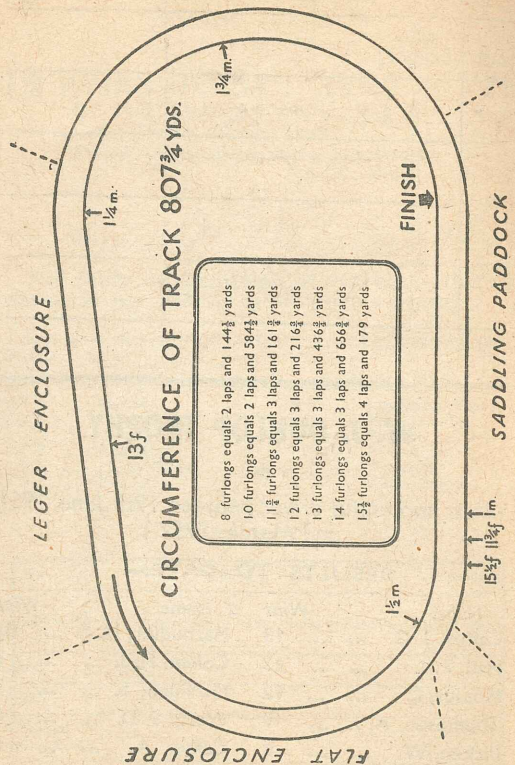 LEGER ENCLOSURE
13f
1¼m.
1¾m.
CIRCUMFERENCE OF TRACK 807¾ YDS.
8 furlongs equals 2 laps and 144½ yards
10 furlongs equals 2 laps and 584½ yards
11¾ furlongs equals 3 laps and 161¾ yards
12 furlongs equals 3 laps and 216¾ yards
13 furlongs equals 3 laps and 436¾ yards
14 furlongs equals 3 laps and 656¾ yards
15½ furlongs equals 4 laps and 179 yards
FINISH
1½m
15½f 11¾f 1m.
SADDLING PADDOCK
FLAT ENCLOSURE